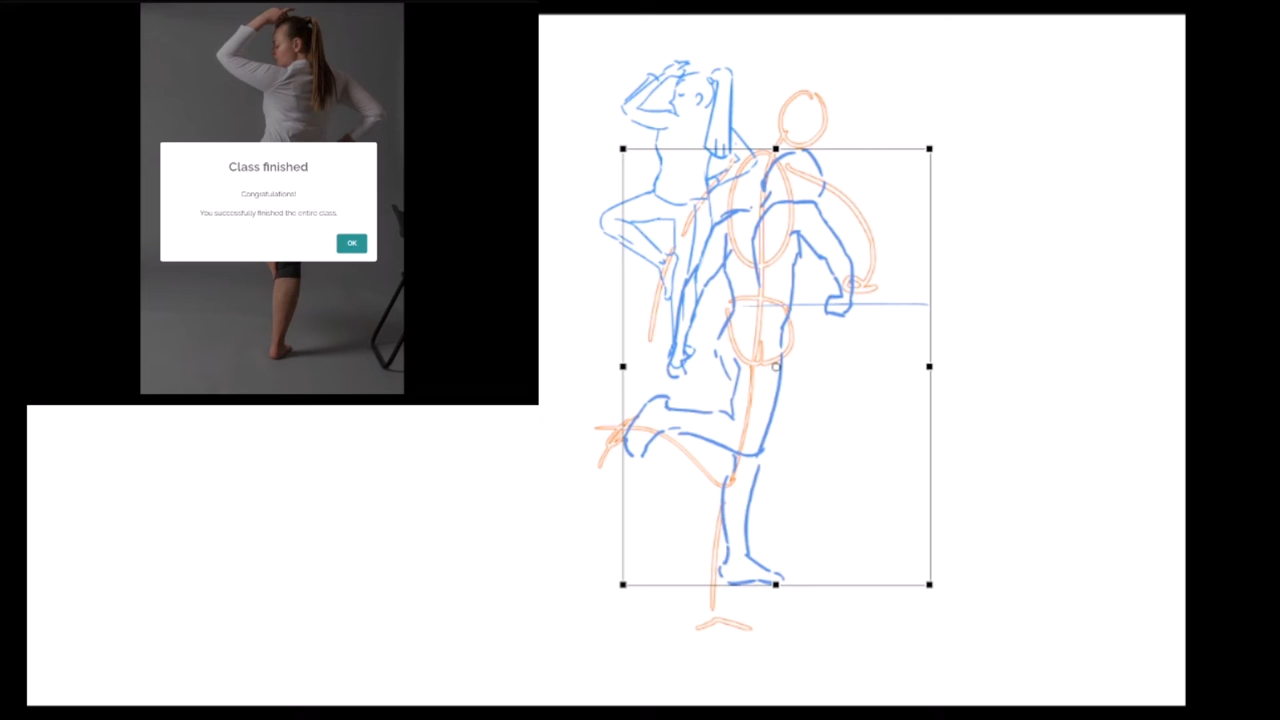 Class finished
Congratulations!
You successfully finished the entire class.
OK